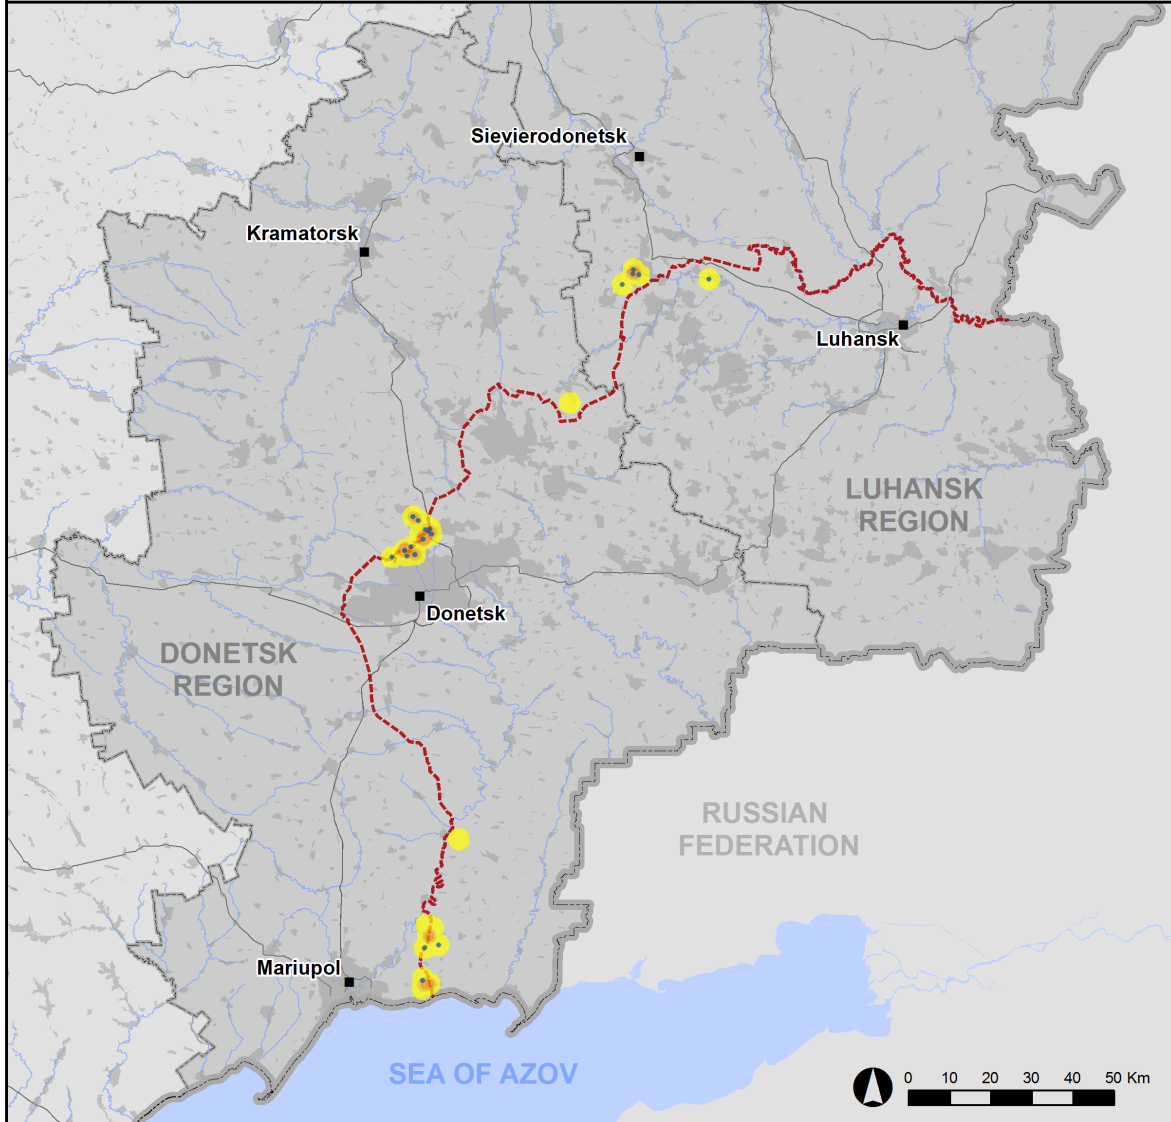 Sievierodonetsk
Kramatorsk
Luhansk
LUHANSK
REGION
Donetsk
DONETSK
REGION
RUSSIAN
FEDERATION
Mariupol
SEA OF AZOV
0 10 20 30 40 50 Km